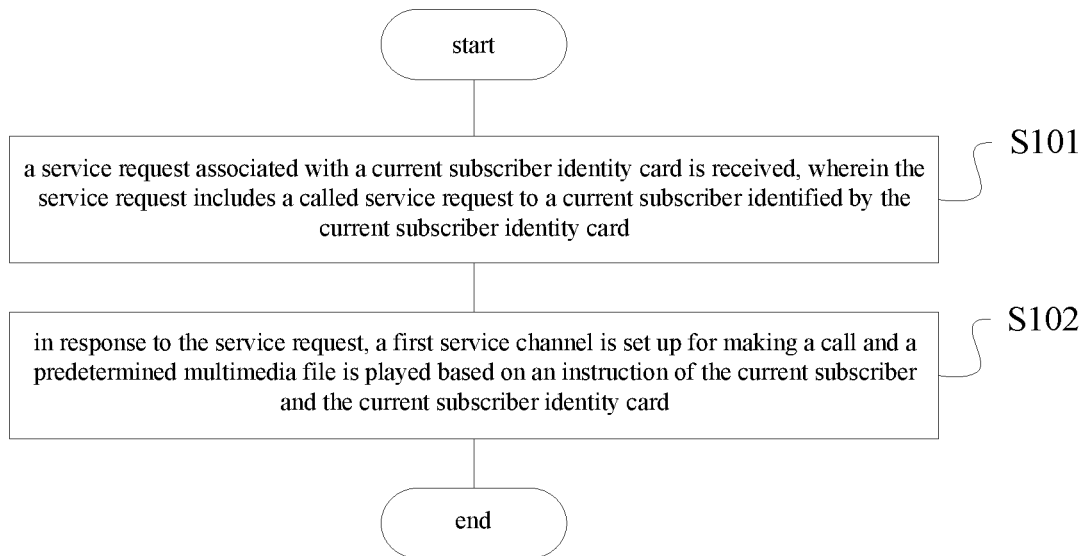 start
S101
a service request associated with a current subscriber identity card is received, wherein the
service request includes a called service request to a current subscriber identified by the
current subscriber identity card
S102
in response to the service request, a first service channel is set up for making a call and a
predetermined multimedia file is played based on an instruction of the current subscriber
and the current subscriber identity card
end